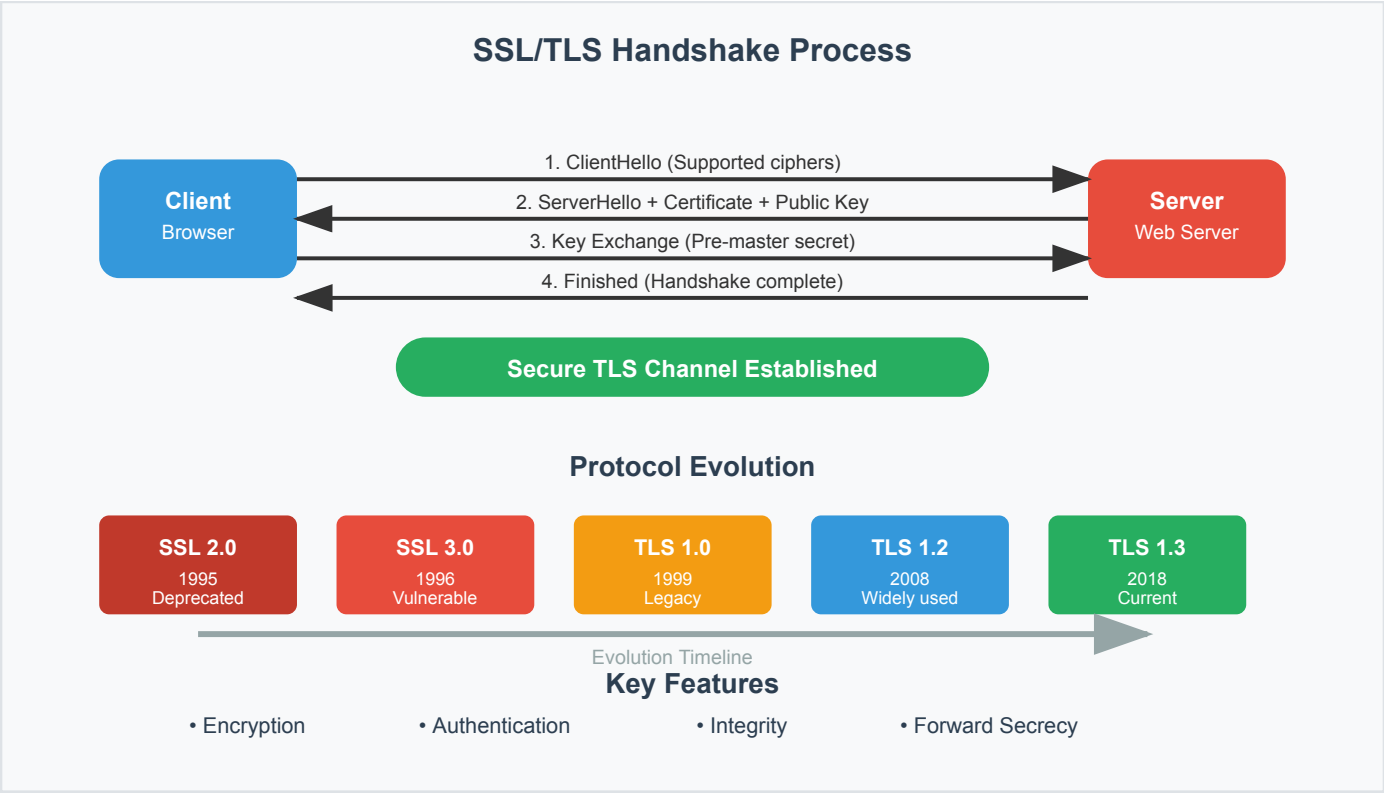 SSL/TLS Handshake Process
1. ClientHello (Supported ciphers)
Client
Browser
2. ServerHello + Certificate + Public Key
Server
Web Server
3. Key Exchange (Pre-master secret)
4. Finished (Handshake complete)
Secure TLS Channel Established
Protocol Evolution
SSL 2.0
1995
Deprecated
SSL 3.0
1996
Vulnerable
TLS 1.0
1999
Legacy
TLS 1.2
2008
Widely used
TLS 1.3
2018
Current
Evolution Timeline
Key Features
• Encryption
• Authentication
• Integrity
• Forward Secrecy